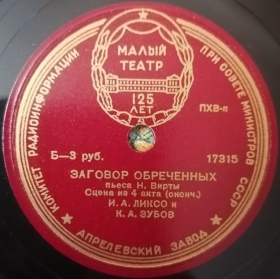 КОМИТЕТ РАДИОИНФОРМАЦИИ ПРИ СОВЕТЕ МИНИСТРОВ СССР
МАЛЫЙ
ТЕАТР
125
ЛЕТ
ПХВ-п
Б—3 руб.
17315
ЗАГОВОР ОБРЕЧЕННЫХ
пьеса Н. Вирты
Сцена из 4 акта (оконч.)
И. А. ЛИКСО и
К. А. ЗУБОВ
АПРЕЛЕВСКИЙ ЗАВОД